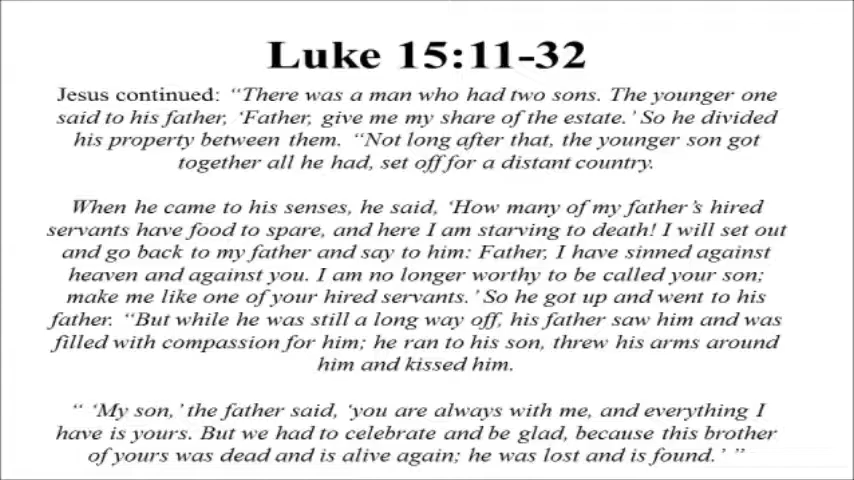 Luke 15:11-32
Jesus continued: “There was a man who had two sons. The younger one
said to his father, ‘Father, give me my share of the estate.’ So he divided
his property between them. “Not long after that, the younger son got
together all he had, set off for a distant country.
When he came to his senses, he said, ‘How many of my father’s hired
servants have food to spare, and here I am starving to death! I will set out
and go back to my father and say to him: Father, I have sinned against
heaven and against you. I am no longer worthy to be called your son;
make me like one of your hired servants.’ So he got up and went to his
father. “But while he was still a long way off, his father saw him and was
filled with compassion for him; he ran to his son, threw his arms around
him and kissed him.
“ ‘My son,’ the father said, ‘you are always with me, and everything I
have is yours. But we had to celebrate and be glad, because this brother
of yours was dead and is alive again; he was lost and is found.’ ”